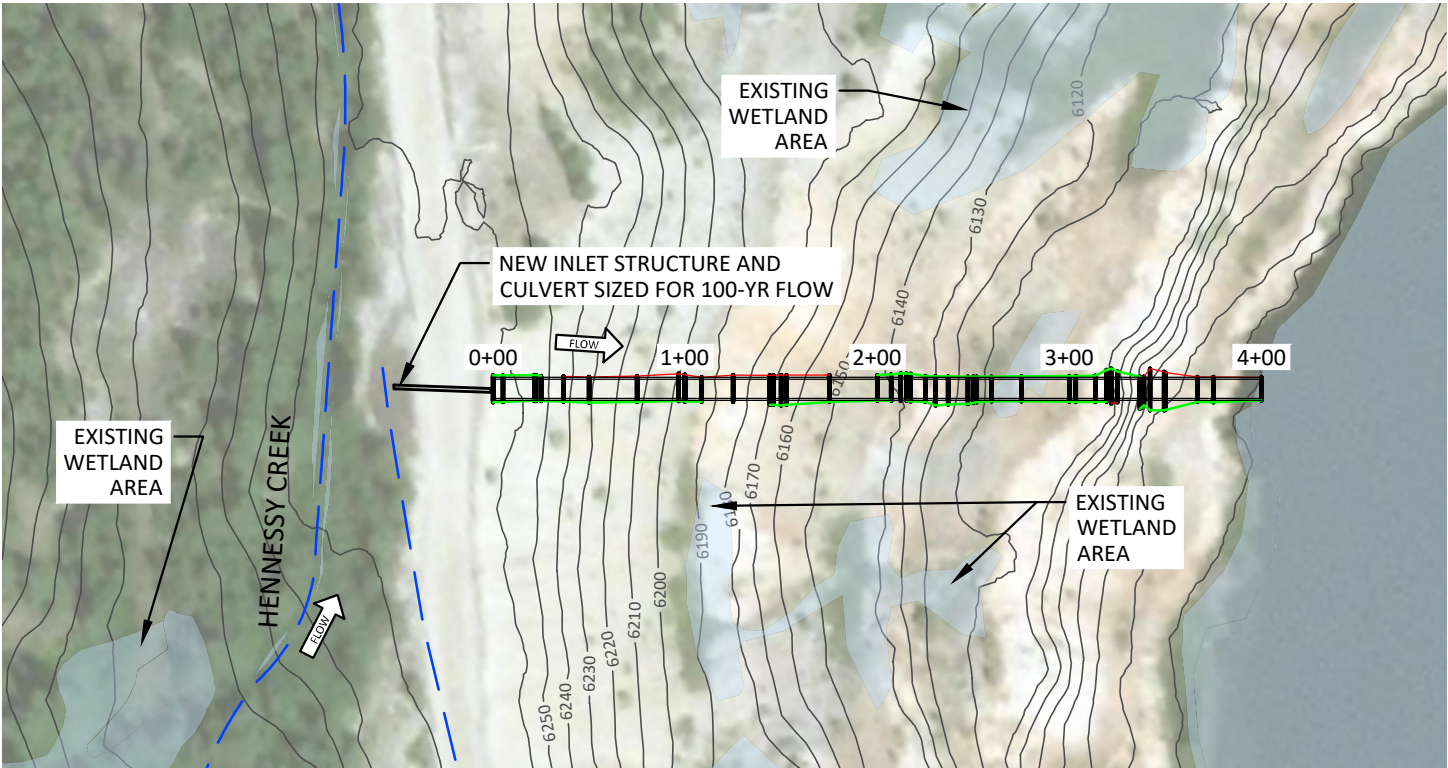 EXISTING
WETLAND
AREA
6120
6130
NEW INLET STRUCTURE AND
CULVERT SIZED FOR 100-YR FLOW
6140
FLOW
0+00
1+00
2+00
3+00
4+00
6150
EXISTING
WETLAND
AREA
HENNESSY CREEK
FLOW
6160
6170
6190
EXISTING
WETLAND
AREA
6200
6210
6220
6230
6240
6250